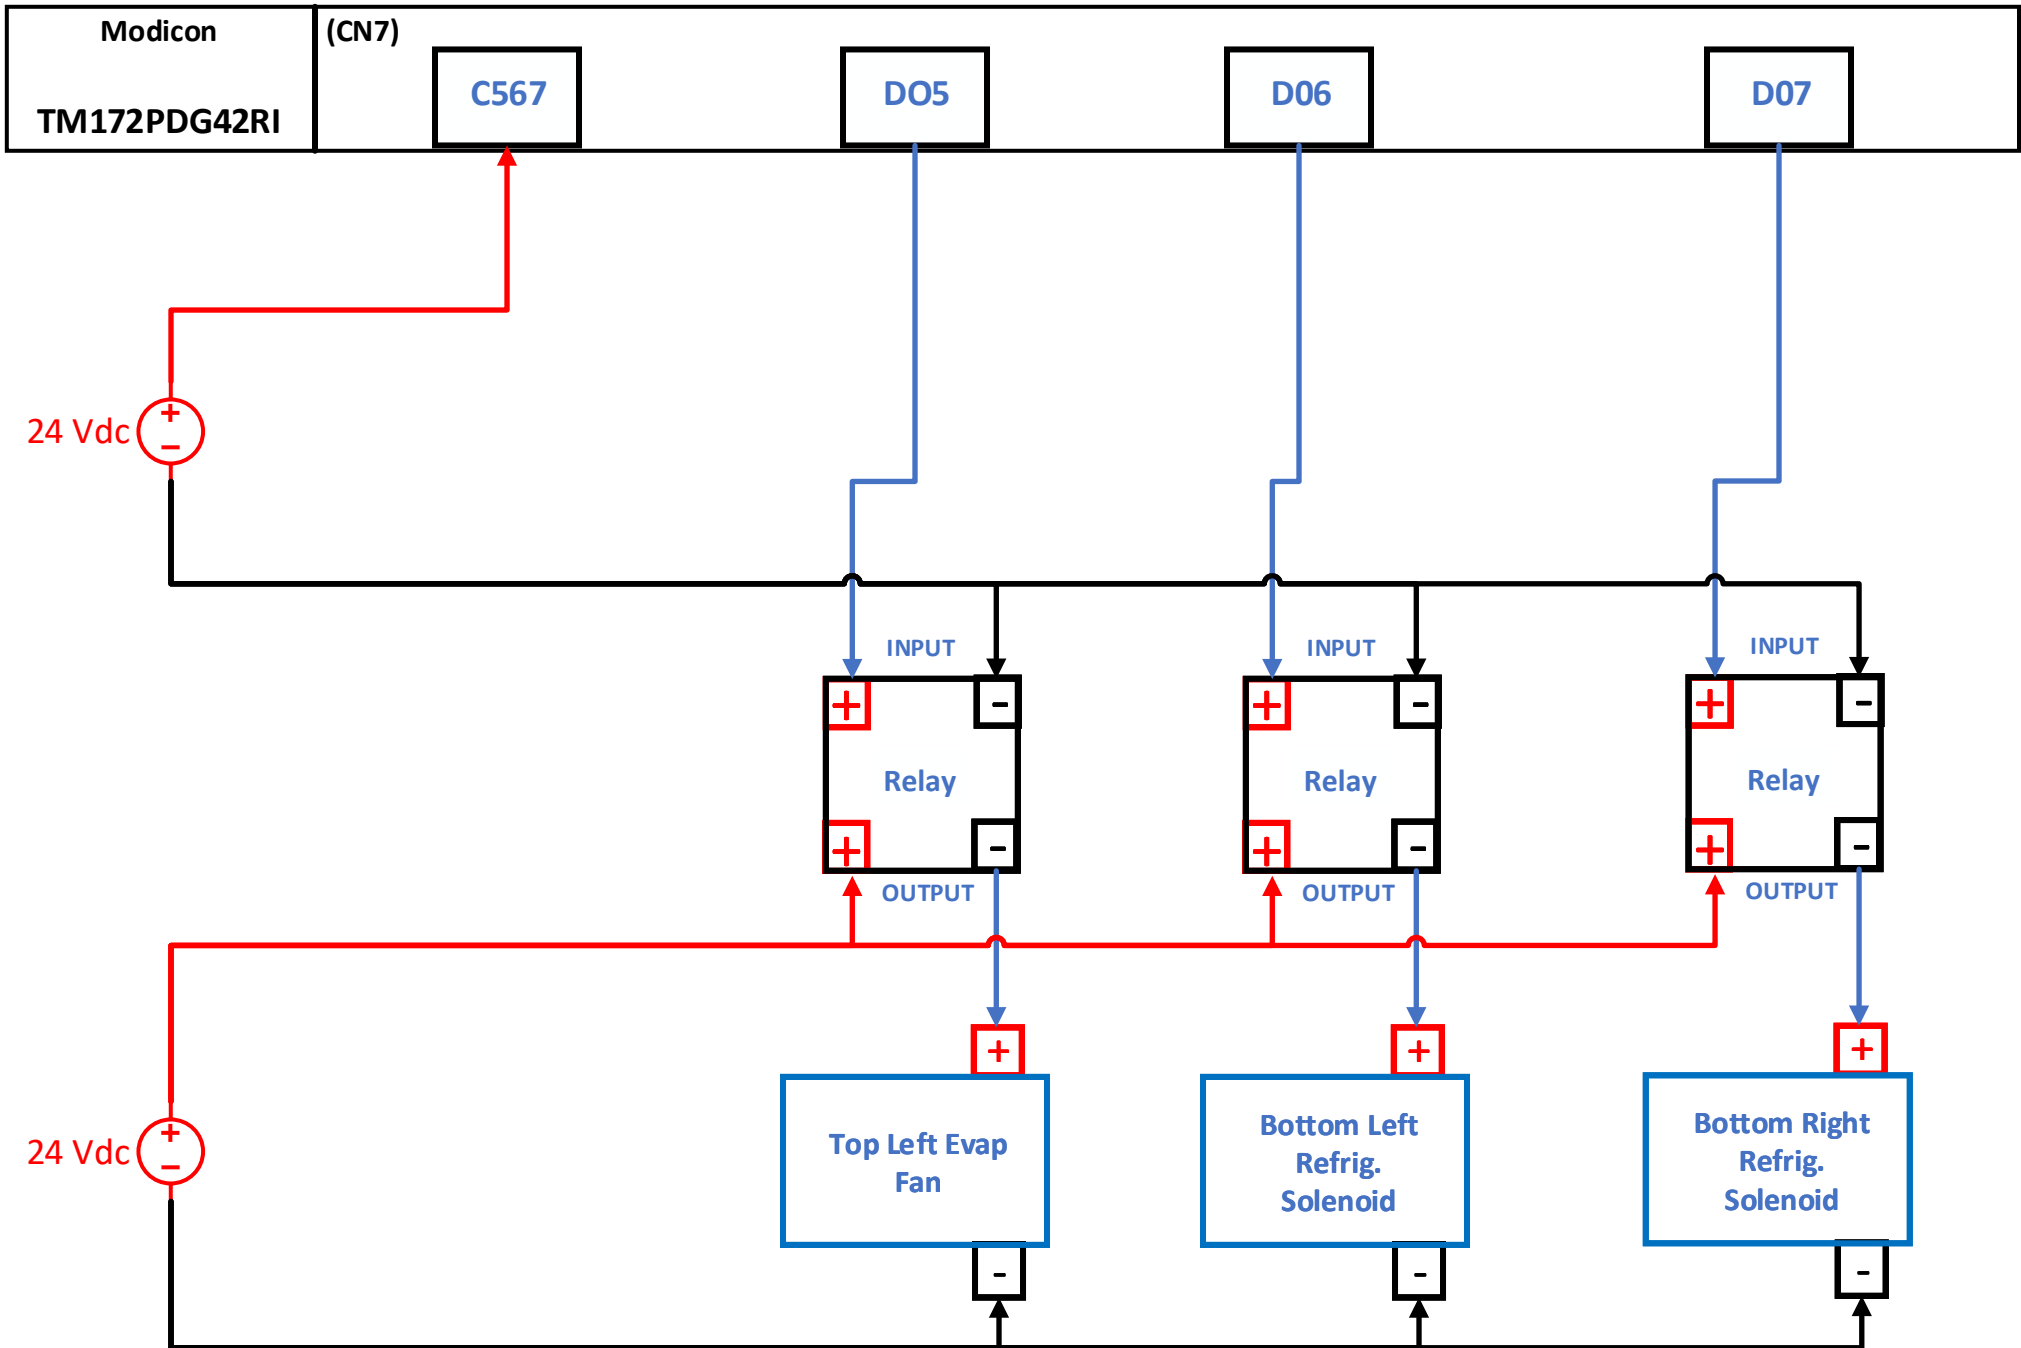 Modicon
TM172PDG42RI
(CN7)
C567
DO5
D06
D07
24 Vdc
+
−
INPUT
INPUT
INPUT
+
-
+
-
+
-
Relay
Relay
Relay
+
-
+
-
+
-
OUTPUT
OUTPUT
OUTPUT
24 Vdc
+
−
+
+
+
Top Left Evap
Fan
Bottom Left
Refrig.
Solenoid
Bottom Right
Refrig.
Solenoid
-
-
-